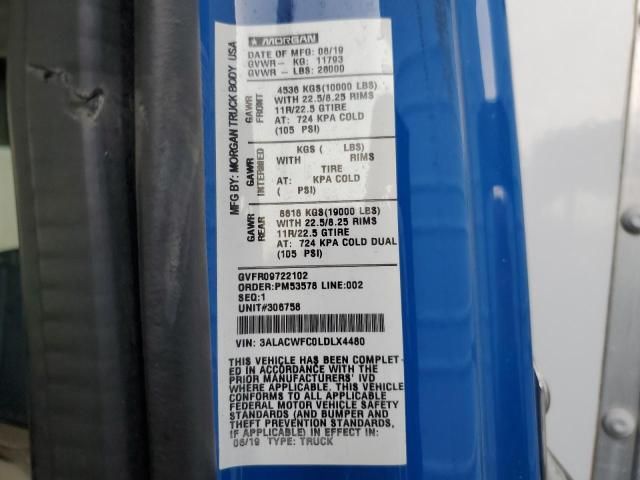 MORGAN
DATE OF MFG: 06/19
GVWR- KG: 11793
GVWR- LBS: 26000
MFG BY: MORGAN TRUCK BODY USA
GAWR FRONT
4536 KGS(10000 LBS)
WITH 22.5/8.25 RIMS
11R/22.5 GTIRE
AT: 724 KPA COLD
(105 PSI)
GAWR INTERMED
KGS ( LBS)
WITH RIMS
TIRE
AT: KPA COLD
( PSI)
GAWR REAR
8618 KGS(19000 LBS)
WITH 22.5/8.25 RIMS
11R/22.5 GTIRE
AT: 724 KPA COLD DUAL
(105 PSI)
GVFR09722102
ORDER:PM53576 LINE:002
SEQ:1
UNIT#306758
VIN: 3ALACWFC0LDLX4480
THIS VEHICLE HAS BEEN COMPLET-
ED IN ACCORDANCE WITH THE
PRIOR MANUFACTURERS' IVD
WHERE APPLICABLE. THIS VEHICLE
CONFORMS TO ALL APPLICABLE
FEDERAL MOTOR VEHICLE SAFETY
STANDARDS (AND BUMPER AND
THEFT PREVENTION STANDARDS,
IF APPLICABLE) IN EFFECT IN:
06/19 TYPE: TRUCK